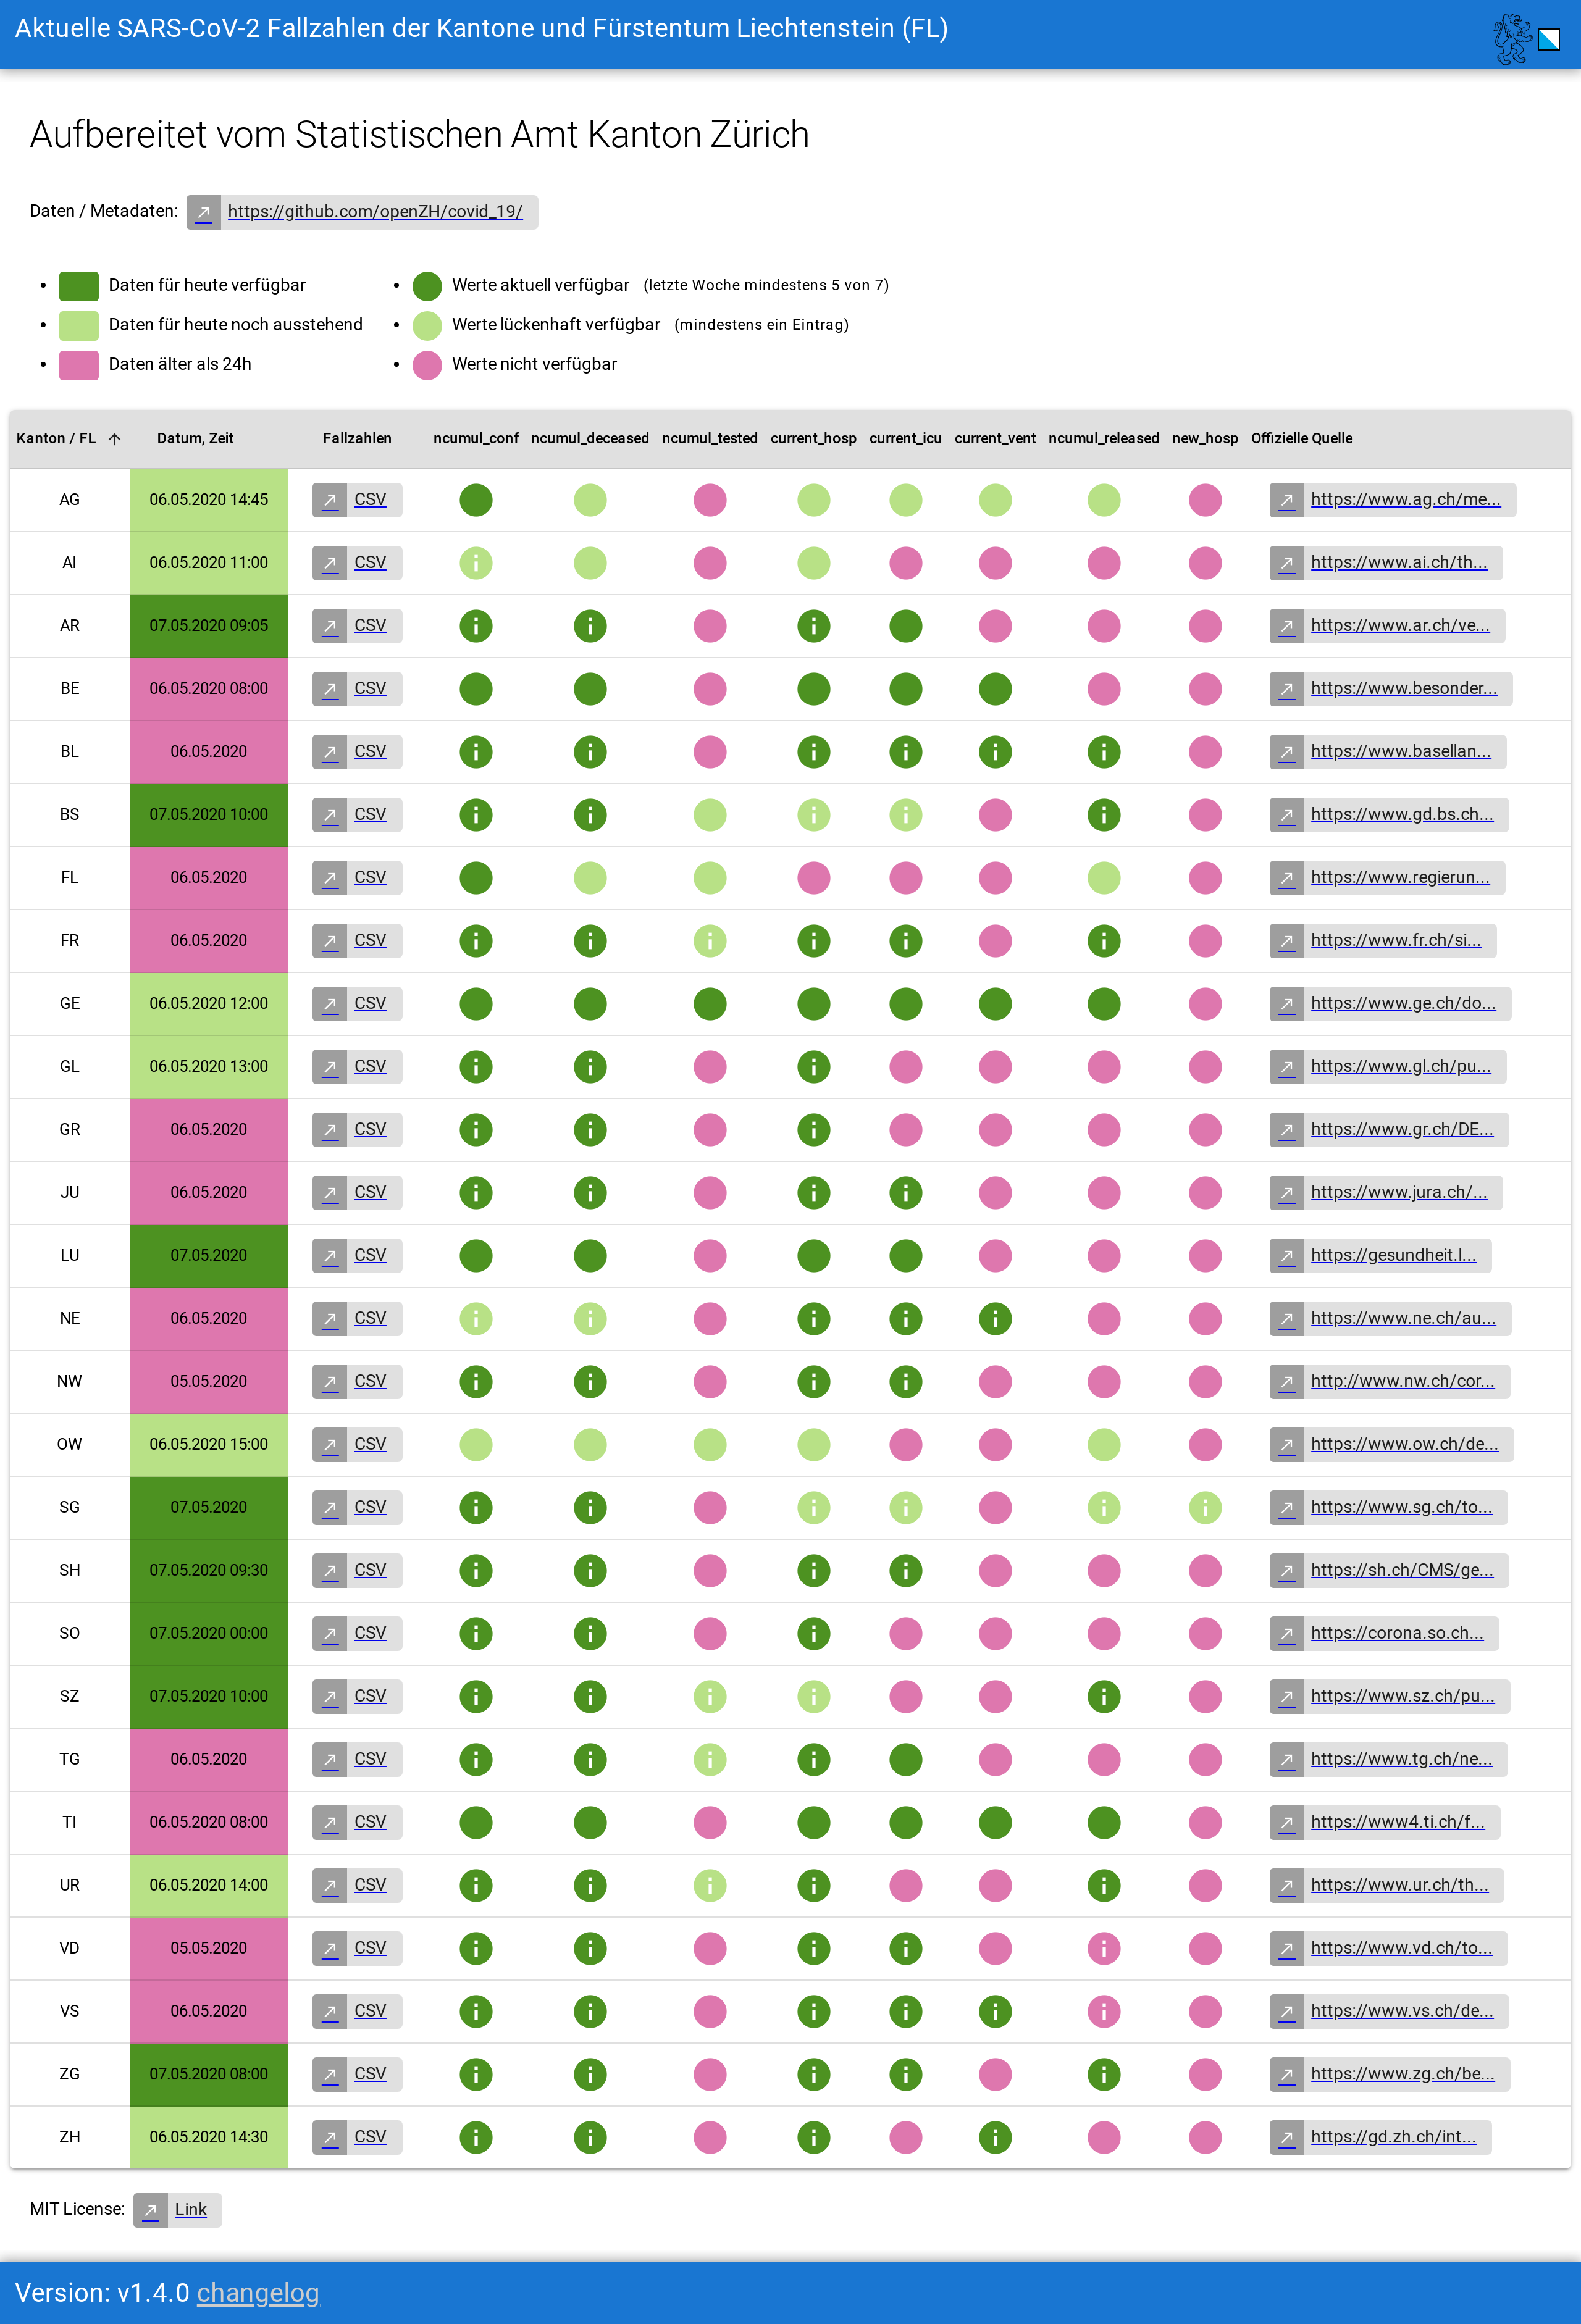 Aktuelle SARS-CoV-2 Fallzahlen der Kantone und Fürstentum Liechtenstein (FL)
Aufbereitet vom Statistischen Amt Kanton Zürich
Daten / Metadaten: https://github.com/openZH/covid_19/
Daten für heute verfügbar
Daten für heute noch ausstehend
Daten älter als 24h
Werte aktuell verfügbar (letzte Woche mindestens 5 von 7)
Werte lückenhaft verfügbar (mindestens ein Eintrag)
Werte nicht verfügbar
Kanton / FL Datum, Zeit Fallzahlen ncumul_conf ncumul_deceased ncumul_tested current_hosp current_icu current_vent ncumul_released new_hosp Offizielle Quelle
AG 06.05.2020 14:45 CSV https://www.ag.ch/me...
AI 06.05.2020 11:00 CSV https://www.ai.ch/th...
AR 07.05.2020 09:05 CSV https://www.ar.ch/ve...
BE 06.05.2020 08:00 CSV https://www.besonder...
BL 06.05.2020 CSV https://www.basellan...
BS 07.05.2020 10:00 CSV https://www.gd.bs.ch...
FL 06.05.2020 CSV https://www.regierun...
FR 06.05.2020 CSV https://www.fr.ch/si...
GE 06.05.2020 12:00 CSV https://www.ge.ch/do...
GL 06.05.2020 13:00 CSV https://www.gl.ch/pu...
GR 06.05.2020 CSV https://www.gr.ch/DE...
JU 06.05.2020 CSV https://www.jura.ch/...
LU 07.05.2020 CSV https://gesundheit.l...
NE 06.05.2020 CSV https://www.ne.ch/au...
NW 05.05.2020 CSV http://www.nw.ch/cor...
OW 06.05.2020 15:00 CSV https://www.ow.ch/de...
SG 07.05.2020 CSV https://www.sg.ch/to...
SH 07.05.2020 09:30 CSV https://sh.ch/CMS/ge...
SO 07.05.2020 00:00 CSV https://corona.so.ch...
SZ 07.05.2020 10:00 CSV https://www.sz.ch/pu...
TG 06.05.2020 CSV https://www.tg.ch/ne...
TI 06.05.2020 08:00 CSV https://www4.ti.ch/f...
UR 06.05.2020 14:00 CSV https://www.ur.ch/th...
VD 05.05.2020 CSV https://www.vd.ch/to...
VS 06.05.2020 CSV https://www.vs.ch/de...
ZG 07.05.2020 08:00 CSV https://www.zg.ch/be...
ZH 06.05.2020 14:30 CSV https://gd.zh.ch/int...
MIT License: Link
Version: v1.4.0 changelog